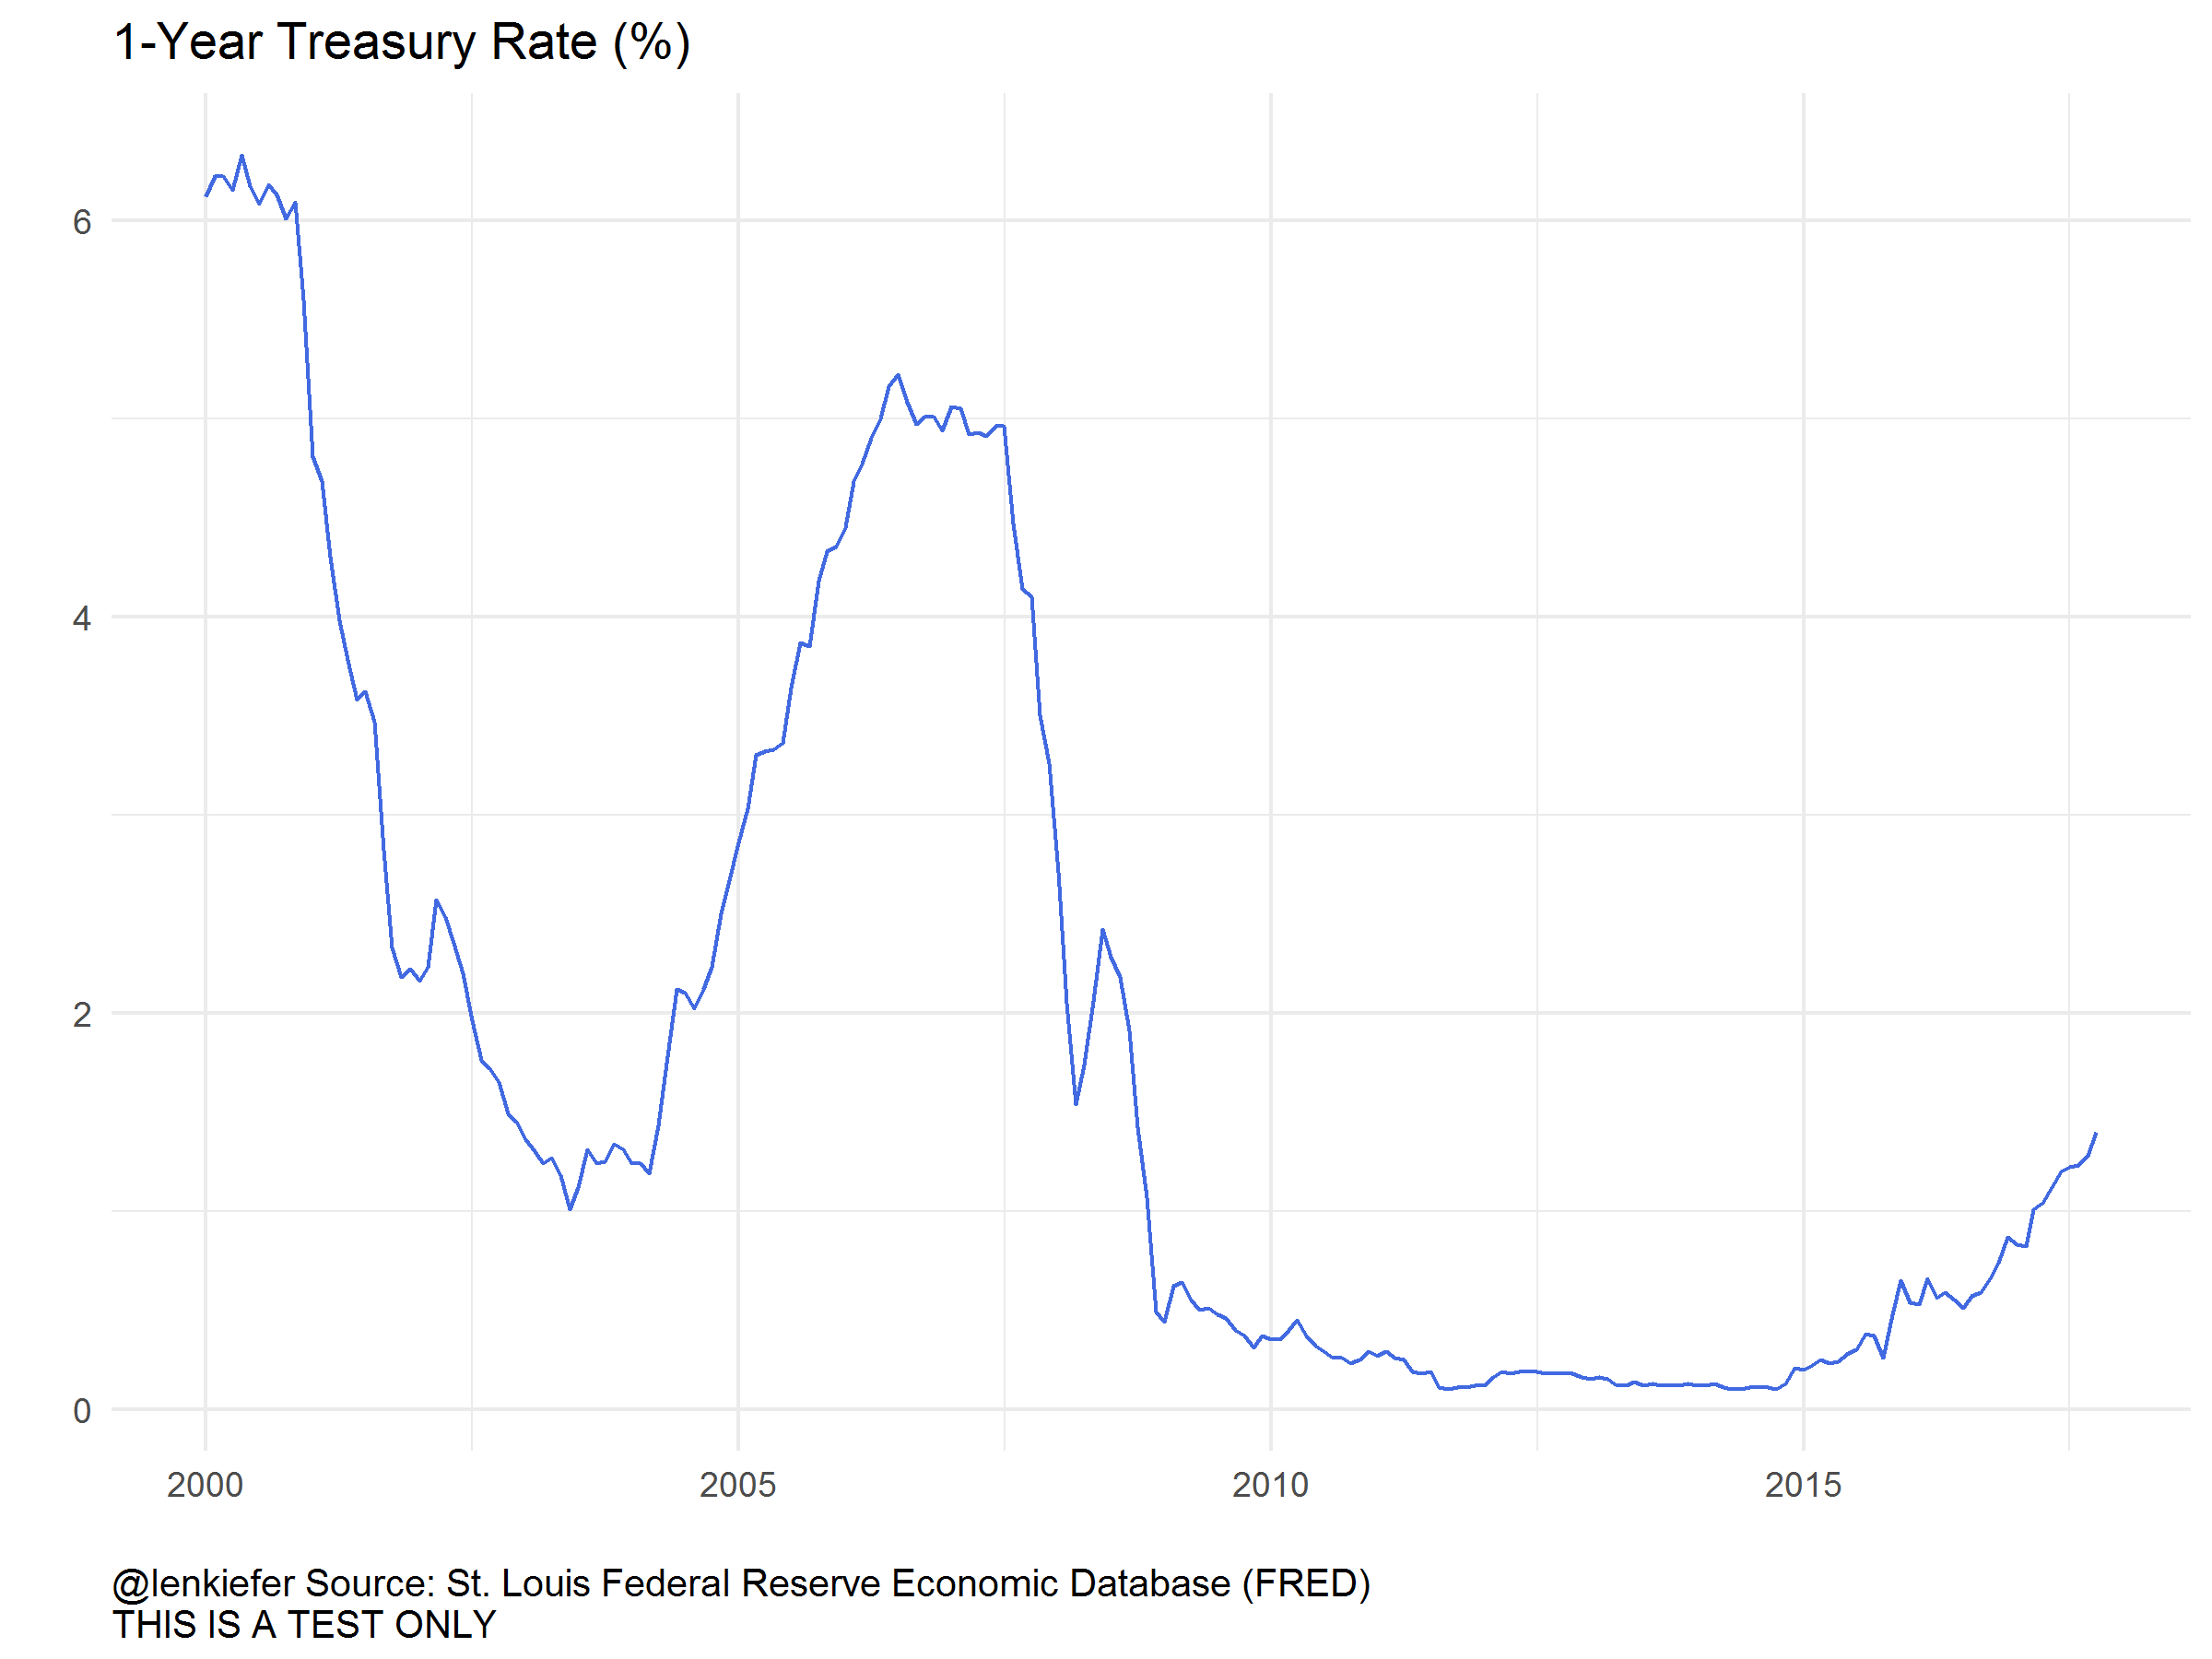 1-Year Treasury Rate (%)
6
4
2
0
2000 2005 2010 2015
@lenkiefer Source: St. Louis Federal Reserve Economic Database (FRED)
THIS IS A TEST ONLY